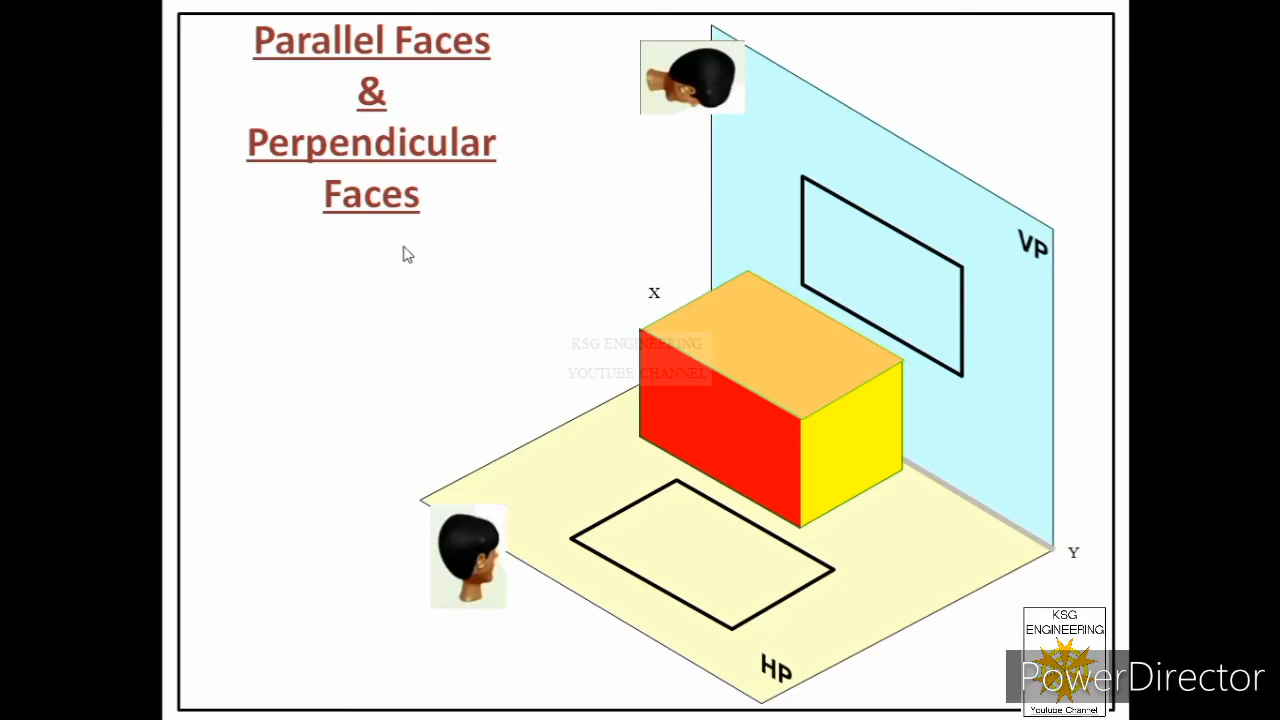 Parallel Faces
&
Perpendicular
Faces
VP
X
KSG ENGINEERING
YOUTUBE CHANNEL
Y
HP
KSG
ENGINEERING
PowerDirector
Youtube Channel